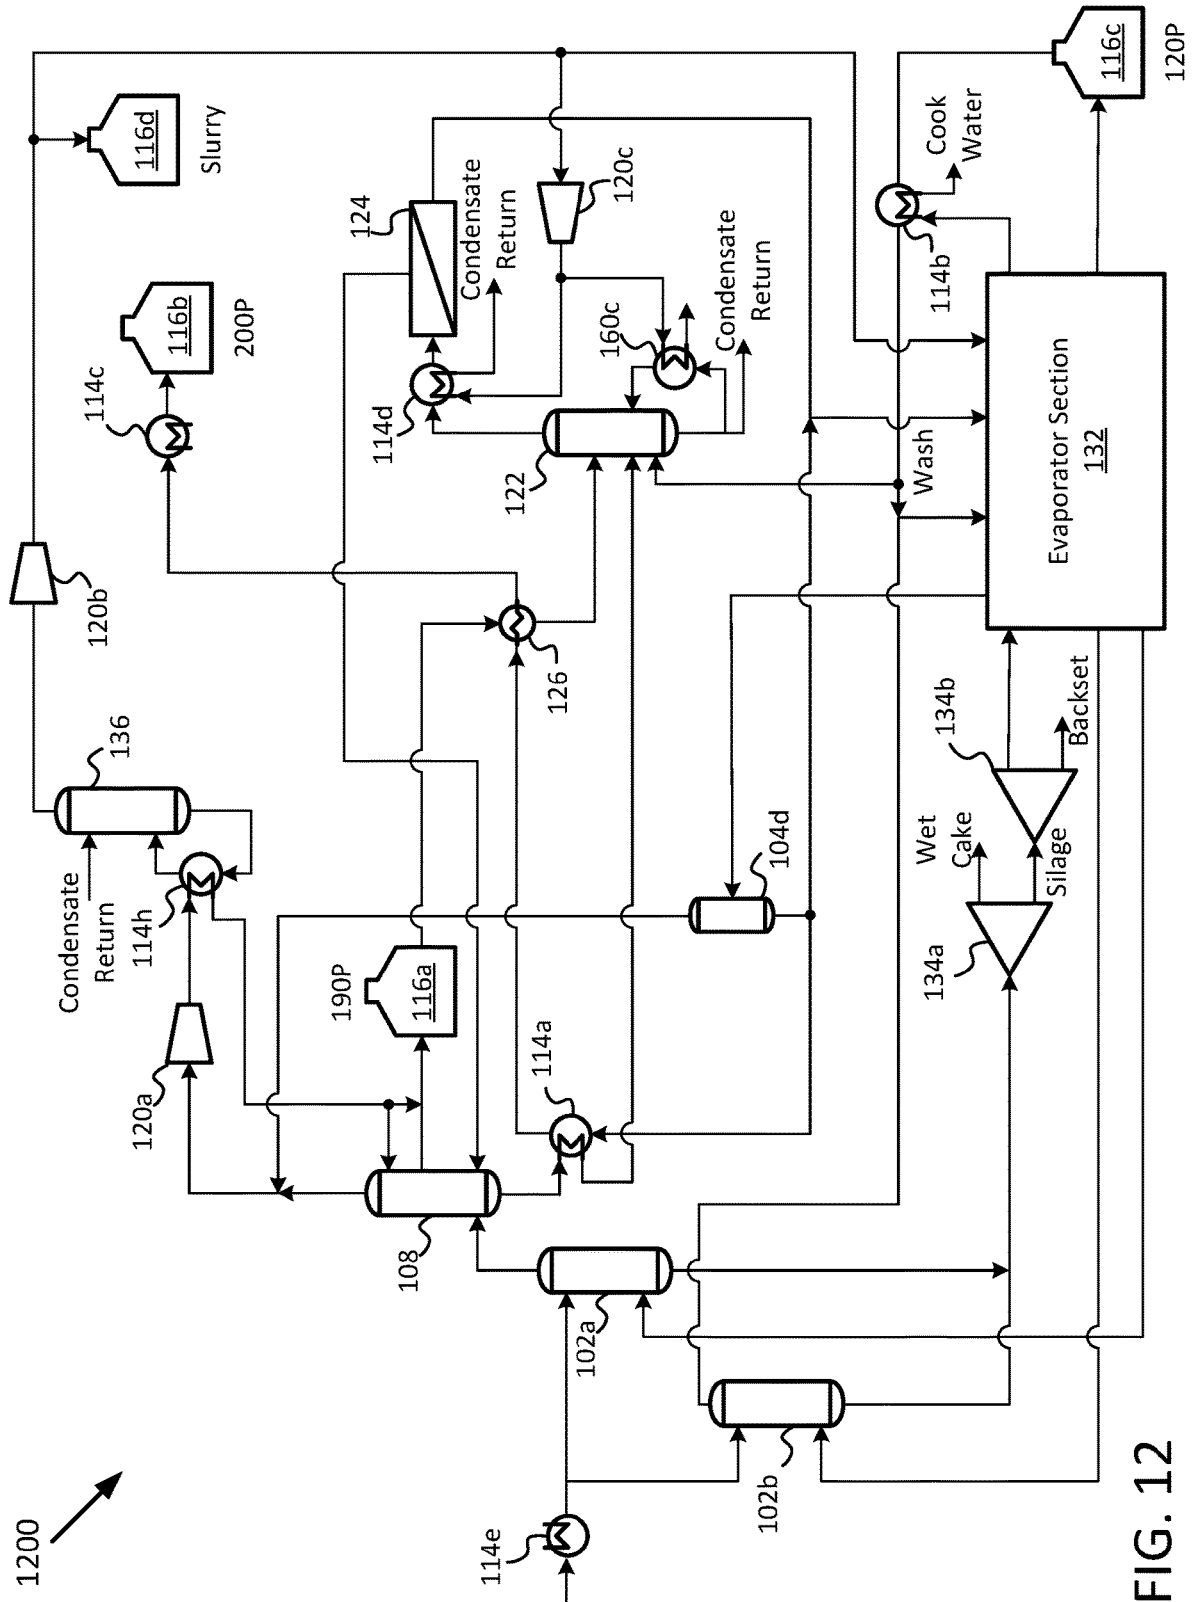 1200
120b
136
114c
116d
Condensate
Return
114h
120a
116b
Slurry
200P
190P
124
114d
108
116a
Condensate
Return
114e
114a
122
126
102a
160c
120c
Condensate
Return
102b
104d
Wash
114b
Cook
Water
134a
Wet
Cake
134b
Silage
Backset
Evaporator Section
132
116c
120P
FIG. 12